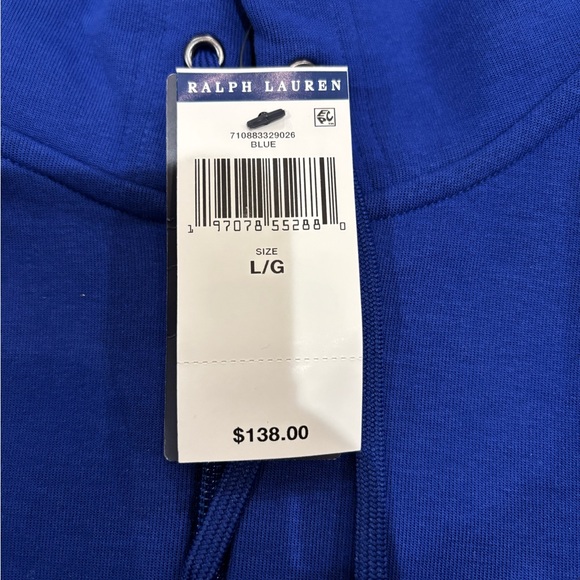 RALPH LAUREN
710883329026
BLUE
1 97078 55288 0
SIZE
L/G
$138.00